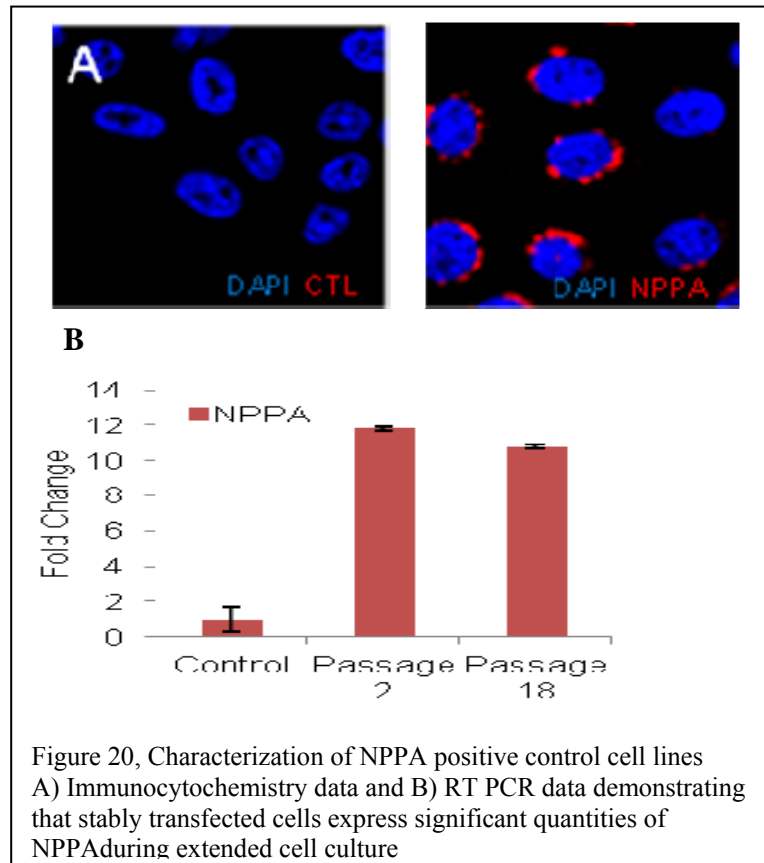 A
DAPI CTL
DAPI NPPA
B
14
12
10
8
6
4
2
0
Fold Change
NPPA
Control Passage Passage
2 18
Figure 20, Characterization of NPPA positive control cell lines
A) Immunocytochemistry data and B) RT PCR data demonstrating
that stably transfected cells express significant quantities of
NPPAduring extended cell culture